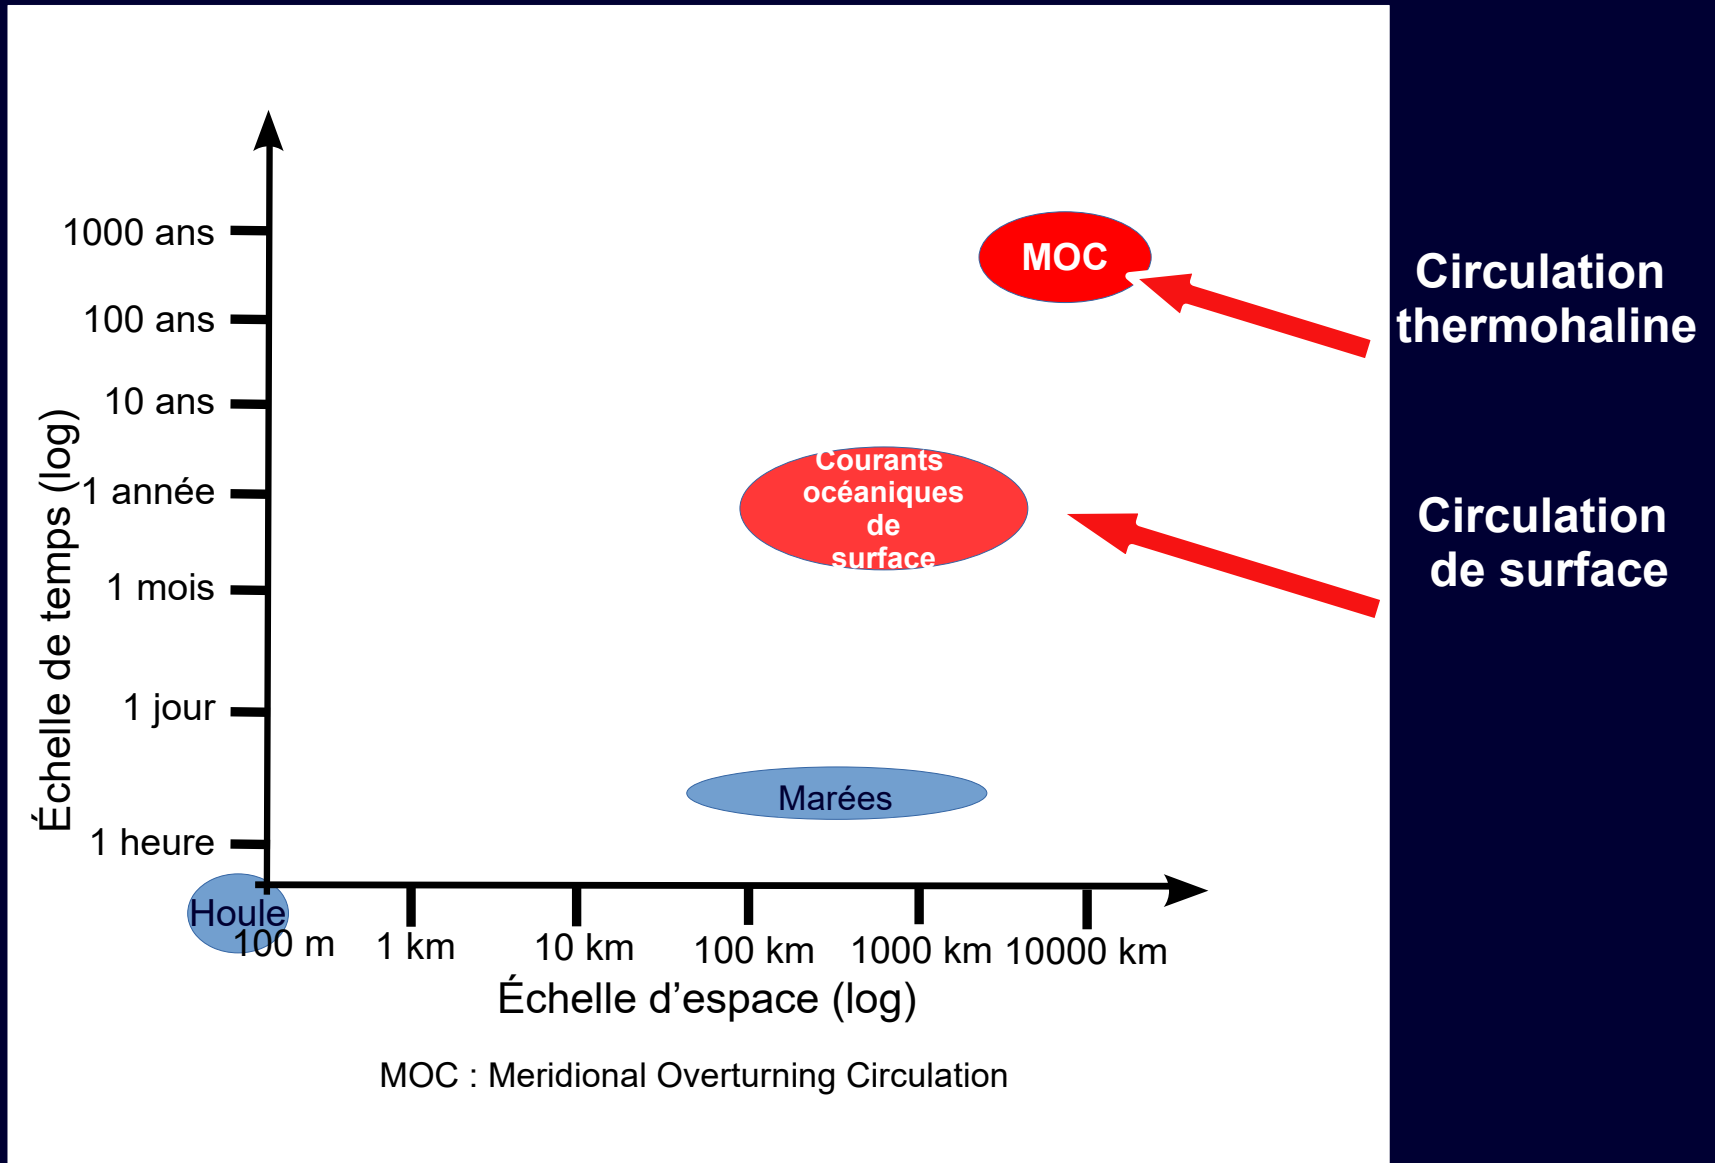 1000 ans
100 ans
10 ans
1 année
1 mois
1 jour
1 heure
Échelle de temps (log)
MOC
Courants
océaniques
de
surface
Marées
Houle
100 m
1 km
10 km
100 km
1000 km
10000 km
Échelle d’espace (log)
MOC : Meridional Overturning Circulation
Circulation
thermohaline
Circulation
de surface